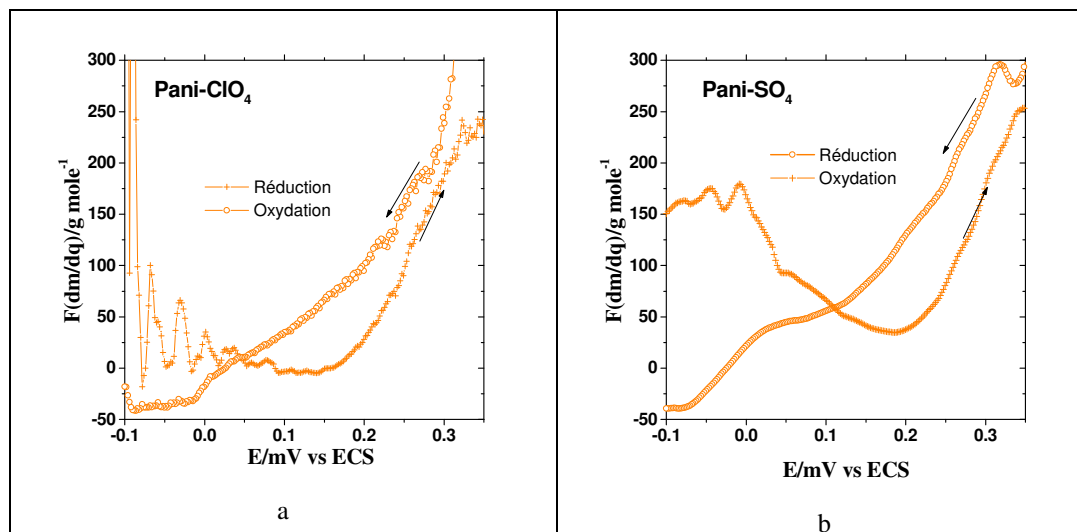 300
250
200
150
100
50
0
-50
F(dm/dq)/g mole⁻¹
Pani-ClO₄
Réduction
Oxydation
-0.1 0.0 0.1 0.2 0.3
E/mV vs ECS
a
300
250
200
150
100
50
0
-50
F(dm/dq)/g mole⁻¹
Pani-SO₄
Réduction
Oxydation
-0.1 0.0 0.1 0.2 0.3
E/mV vs ECS
b